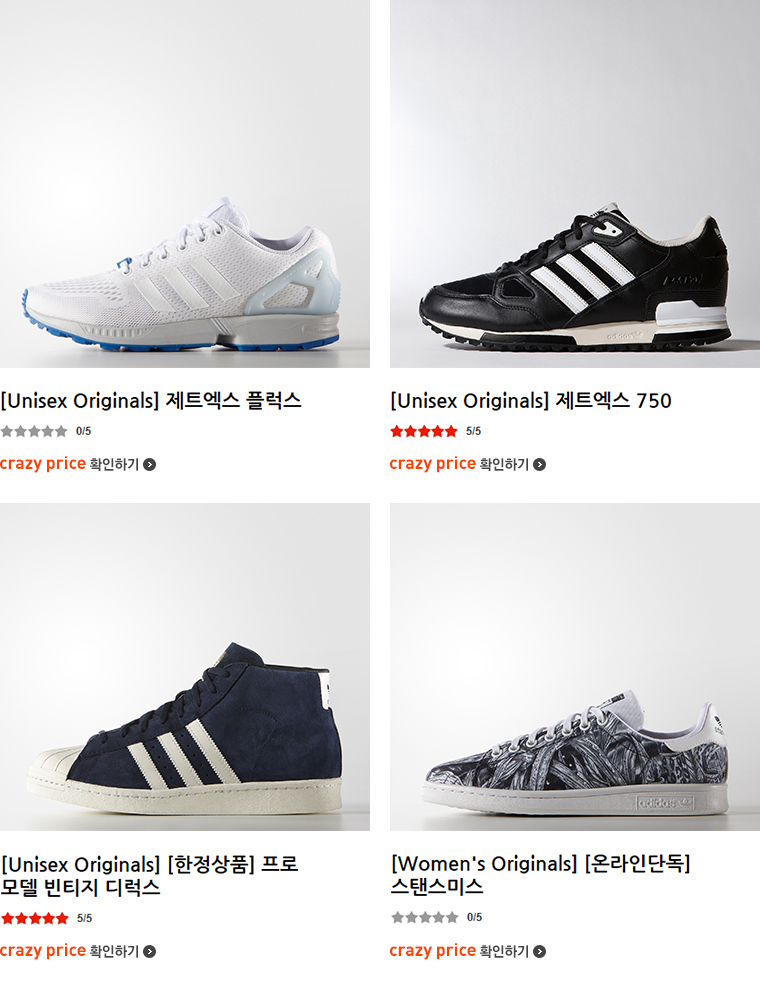 [Unisex Originals] 제트엑스 플럭스
0/5
crazy price 확인하기
[Unisex Originals] 제트엑스 750
5/5
crazy price 확인하기
[Unisex Originals] [한정상품] 프로
모델 빈티지 디럭스
5/5
crazy price 확인하기
adidas
[Women's Originals] [온라인단독]
스탠스미스
0/5
crazy price 확인하기